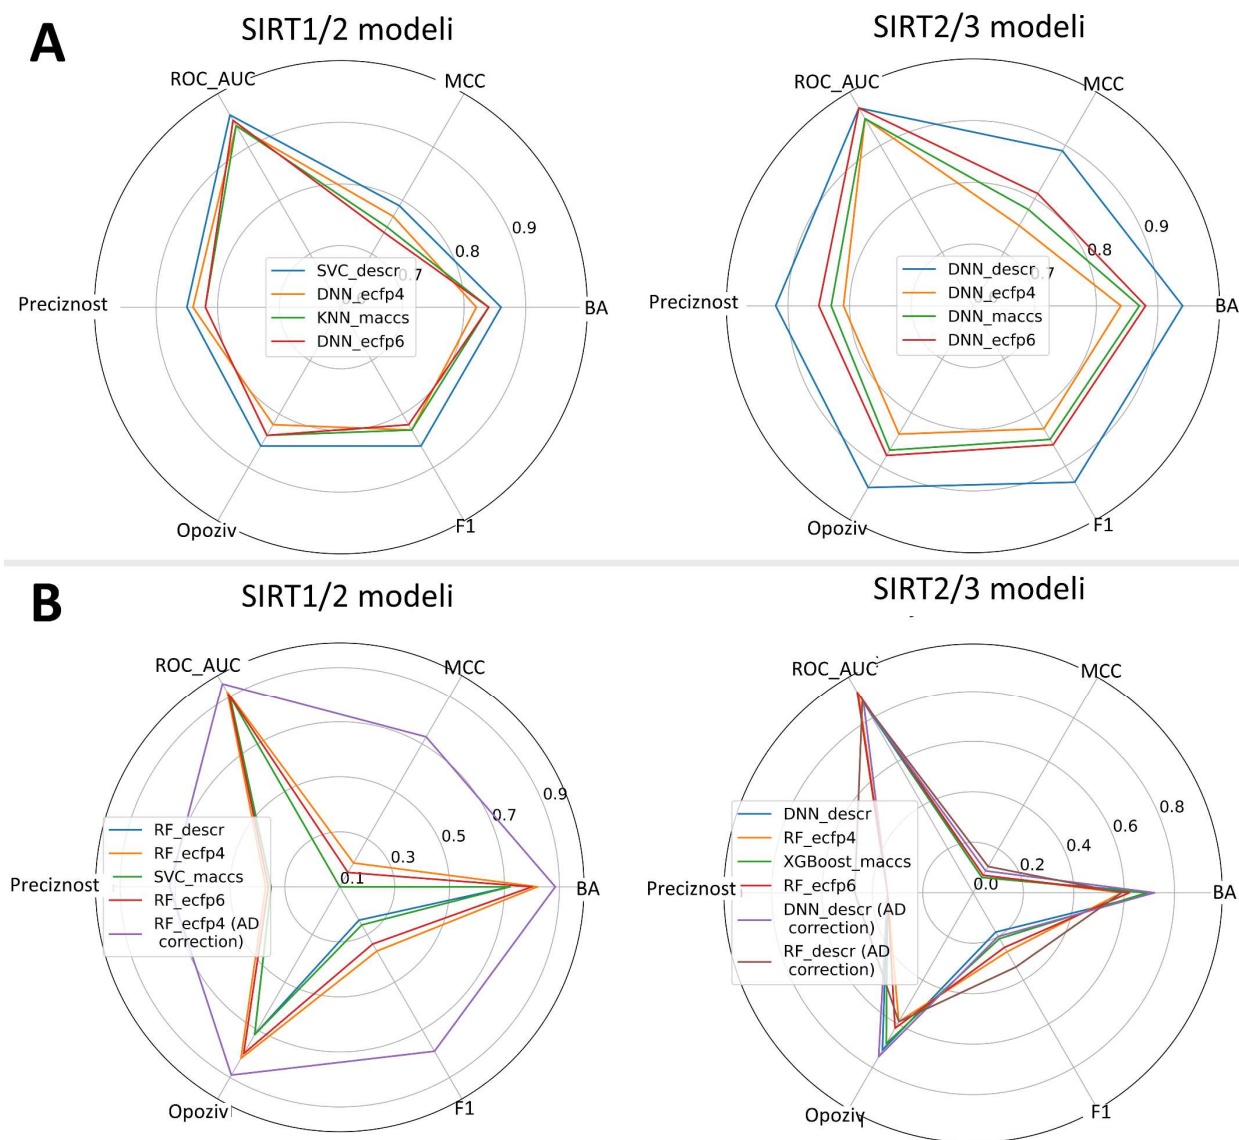 A
SIRT1/2 modeli
ROC_AUC
MCC
0.9
0.8
0.7
SVC_descr
DNN_ecfp4
KNN_maccs
DNN_ecfp6
Preciznost
BA
Opoziv
F1
SIRT2/3 modeli
ROC_AUC
MCC
0.9
0.8
0.7
DNN_descr
DNN_ecfp4
DNN_maccs
DNN_ecfp6
Preciznost
BA
Opoziv
F1
B
SIRT1/2 modeli
ROC_AUC
MCC
0.9
0.7
0.5
0.3
0.1
RF_descr
RF_ecfp4
SVC_maccs
RF_ecfp6
RF_ecfp4 (AD
correction)
Preciznost
BA
Opoziv
F1
SIRT2/3 modeli
ROC_AUC
MCC
0.8
0.6
0.4
0.2
0.0
DNN_descr
RF_ecfp4
XGBoost_maccs
RF_ecfp6
DNN_descr (AD
correction)
RF_descr (AD
correction)
Preciznost
BA
Opoziv
F1